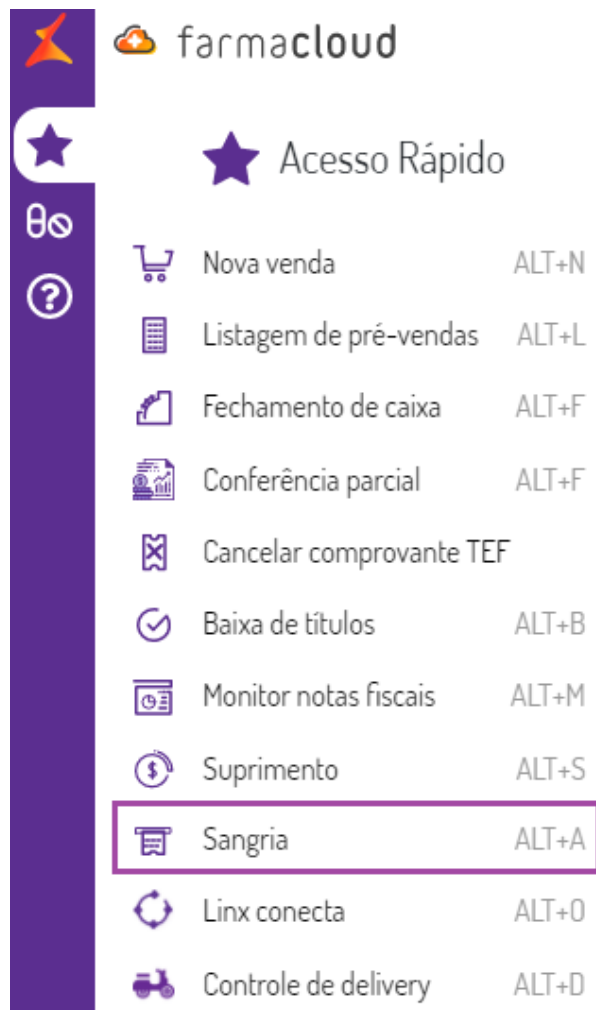 farmacloud
Acesso Rápido
Nova venda ALT+N
Listagem de pré-vendas ALT+L
Fechamento de caixa ALT+F
Conferência parcial ALT+F
Cancelar comprovante TEF
Baixa de títulos ALT+B
Monitor notas fiscais ALT+M
Suprimento ALT+S
Sangria ALT+A
Linx conecta ALT+O
Controle de delivery ALT+D